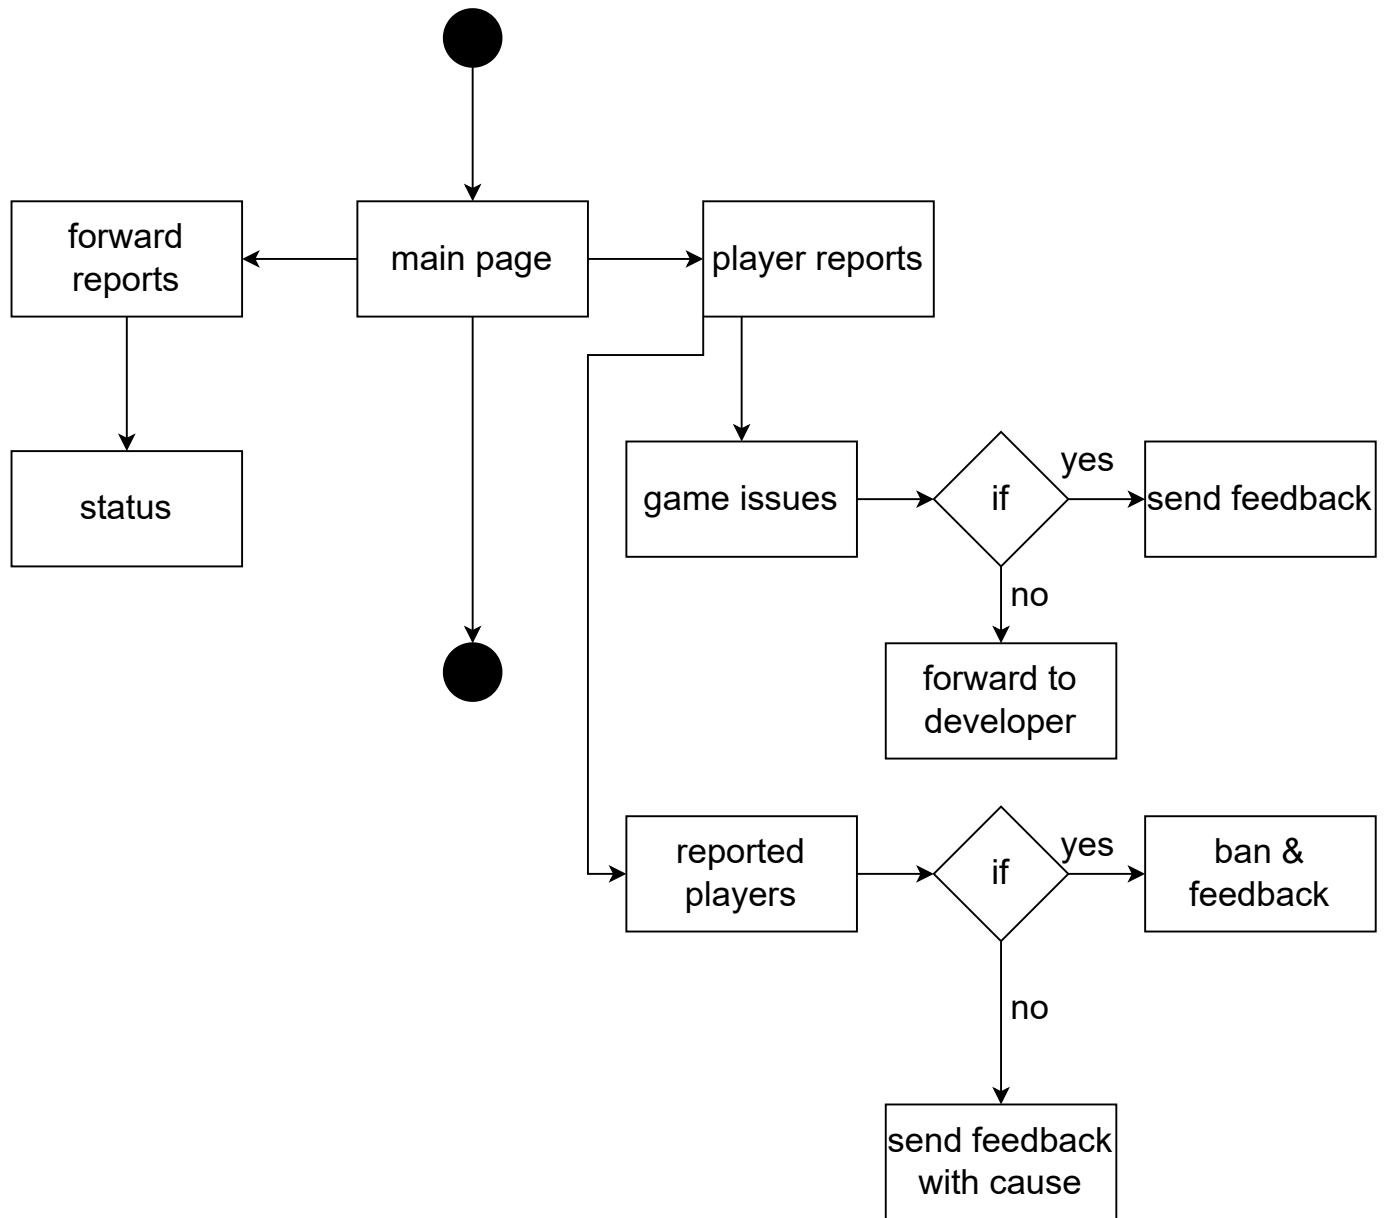 forward
reports
main page
player reports
status
game issues
if
yes
send feedback
no
forward to
developer
reported
players
if
yes
ban &
feedback
no
send feedback
with cause